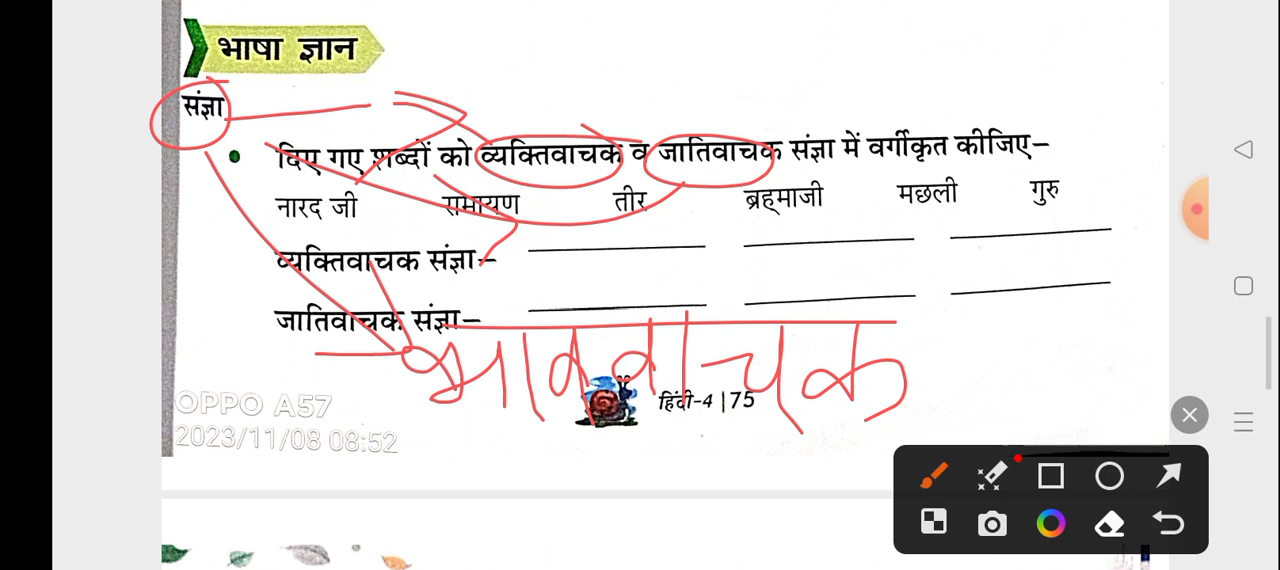 भाषा ज्ञान
संज्ञा
दिए गए शब्दों को व्यक्तिवाचक व जातिवाचक संज्ञा में वर्गीकृत कीजिए–
नारद जी रामायण तीर ब्रह्माजी मछली गुरु
व्यक्तिवाचक संज्ञा–
जातिवाचक संज्ञा–
भाववाचक
हिंदी-4 | 75
OPPO A57
2023/11/08 08:52